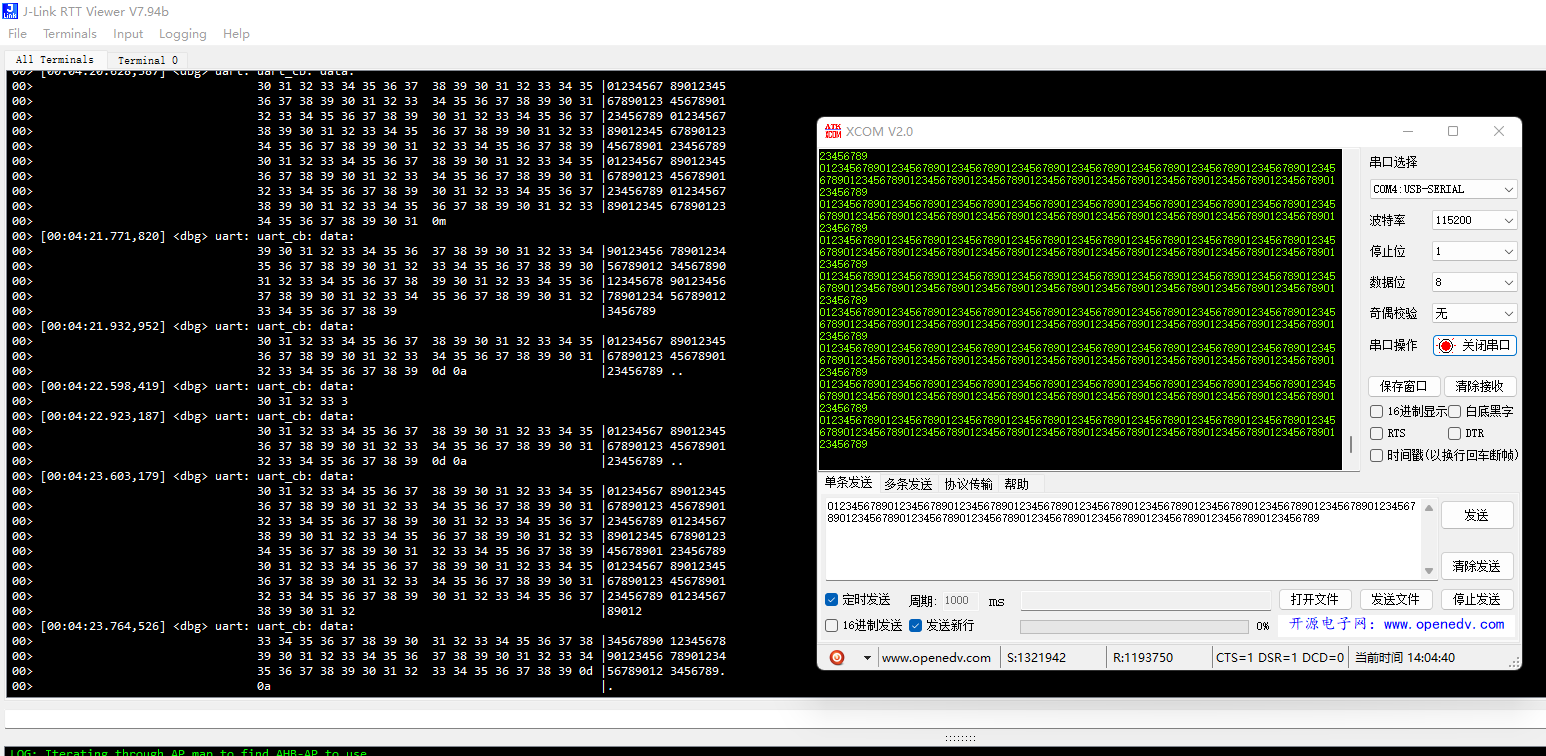 J-Link RTT Viewer V7.94b
File Terminals Input Logging Help
All Terminals Terminal 0
00> [00:04:20.628,387] <dbg> uart: uart_cb: data:
00> 30 31 32 33 34 35 36 37 38 39 30 31 32 33 34 35 |01234567 89012345
00> 36 37 38 39 30 31 32 33 34 35 36 37 38 39 30 31 |67890123 45678901
00> 32 33 34 35 36 37 38 39 30 31 32 33 34 35 36 37 |23456789 01234567
00> 38 39 30 31 32 33 34 35 36 37 38 39 30 31 32 33 |89012345 67890123
00> 34 35 36 37 38 39 30 31 32 33 34 35 36 37 38 39 |45678901 23456789
00> 30 31 32 33 34 35 36 37 38 39 30 31 32 33 34 35 |01234567 89012345
00> 36 37 38 39 30 31 32 33 34 35 36 37 38 39 30 31 |67890123 45678901
00> 32 33 34 35 36 37 38 39 30 31 32 33 34 35 36 37 |23456789 01234567
00> 38 39 30 31 32 33 34 35 36 37 38 39 30 31 32 33 |89012345 67890123
00> 34 35 36 37 38 39 30 31 0m
00> [00:04:21.771,820] <dbg> uart: uart_cb: data:
00> 39 30 31 32 33 34 35 36 37 38 39 30 31 32 33 34 |90123456 78901234
00> 35 36 37 38 39 30 31 32 33 34 35 36 37 38 39 30 |56789012 34567890
00> 31 32 33 34 35 36 37 38 39 30 31 32 33 34 35 36 |12345678 90123456
00> 37 38 39 30 31 32 33 34 35 36 37 38 39 30 31 32 |78901234 56789012
00> 33 34 35 36 37 38 39 |3456789
00> [00:04:21.932,952] <dbg> uart: uart_cb: data:
00> 30 31 32 33 34 35 36 37 38 39 30 31 32 33 34 35 |01234567 89012345
00> 36 37 38 39 30 31 32 33 34 35 36 37 38 39 30 31 |67890123 45678901
00> 32 33 34 35 36 37 38 39 0d 0a |23456789 ..
00> [00:04:22.598,419] <dbg> uart: uart_cb: data:
00> 30 31 32 33 3
00> [00:04:22.923,187] <dbg> uart: uart_cb: data:
00> 30 31 32 33 34 35 36 37 38 39 30 31 32 33 34 35 |01234567 89012345
00> 36 37 38 39 30 31 32 33 34 35 36 37 38 39 30 31 |67890123 45678901
00> 32 33 34 35 36 37 38 39 0d 0a |23456789 ..
00> [00:04:23.603,179] <dbg> uart: uart_cb: data:
00> 30 31 32 33 34 35 36 37 38 39 30 31 32 33 34 35 |01234567 89012345
00> 36 37 38 39 30 31 32 33 34 35 36 37 38 39 30 31 |67890123 45678901
00> 32 33 34 35 36 37 38 39 30 31 32 33 34 35 36 37 |23456789 01234567
00> 38 39 30 31 32 33 34 35 36 37 38 39 30 31 32 33 |89012345 67890123
00> 34 35 36 37 38 39 30 31 32 33 34 35 36 37 38 39 |45678901 23456789
00> 30 31 32 33 34 35 36 37 38 39 30 31 32 33 34 35 |01234567 89012345
00> 36 37 38 39 30 31 32 33 34 35 36 37 38 39 30 31 |67890123 45678901
00> 32 33 34 35 36 37 38 39 30 31 32 33 34 35 36 37 |23456789 01234567
00> 38 39 30 31 32 |89012
00> [00:04:23.764,526] <dbg> uart: uart_cb: data:
00> 33 34 35 36 37 38 39 30 31 32 33 34 35 36 37 38 |34567890 12345678
00> 39 30 31 32 33 34 35 36 37 38 39 30 31 32 33 34 |90123456 78901234
00> 35 36 37 38 39 30 31 32 33 34 35 36 37 38 39 0d |56789012 3456789.
00> 0a |.
LOG: Iterating through AP map to find AHB-AP to use
ATK XCOM XCOM V2.0
23456789
01234567890123456789012345678901234567890123456789012345678901234567890123456789012345
67890123456789012345678901234567890123456789012345678901234567890123456789012345678901
23456789
01234567890123456789012345678901234567890123456789012345678901234567890123456789012345
67890123456789012345678901234567890123456789012345678901234567890123456789012345678901
23456789
01234567890123456789012345678901234567890123456789012345678901234567890123456789012345
67890123456789012345678901234567890123456789012345678901234567890123456789012345678901
23456789
01234567890123456789012345678901234567890123456789012345678901234567890123456789012345
67890123456789012345678901234567890123456789012345678901234567890123456789012345678901
23456789
01234567890123456789012345678901234567890123456789012345678901234567890123456789012345
67890123456789012345678901234567890123456789012345678901234567890123456789012345678901
23456789
01234567890123456789012345678901234567890123456789012345678901234567890123456789012345
67890123456789012345678901234567890123456789012345678901234567890123456789012345678901
23456789
01234567890123456789012345678901234567890123456789012345678901234567890123456789012345
67890123456789012345678901234567890123456789012345678901234567890123456789012345678901
23456789
01234567890123456789012345678901234567890123456789012345678901234567890123456789012345
67890123456789012345678901234567890123456789012345678901234567890123456789012345678901
23456789
串口选择
COM4:USB-SERIAL
波特率 115200
停止位 1
数据位 8
奇偶校验 无
串口操作 关闭串口
保存窗口 清除接收
16进制显示 白底黑字
RTS DTR
时间戳(以换行回车断帧)
单条发送 多条发送 协议传输 帮助
01234567890123456789012345678901234567890123456789012345678901234567890123456789012345678901234567
8901234567890123456789012345678901234567890123456789012345678901234567890123456789
发送
清除发送
定时发送 周期: 1000 ms 打开文件 发送文件 停止发送
16进制发送 发送新行 0% 开源电子网: www.openedv.com
www.openedv.com S:1321942 R:1193750 CTS=1 DSR=1 DCD=0 当前时间 14:04:40